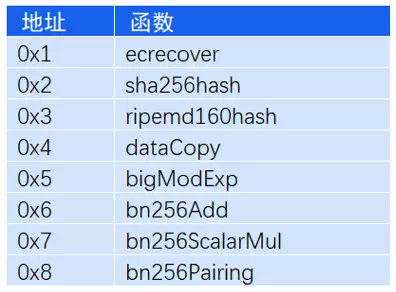 地址 函数
0x1 ecrecover
0x2 sha256hash
0x3 ripemd160hash
0x4 dataCopy
0x5 bigModExp
0x6 bn256Add
0x7 bn256ScalarMul
0x8 bn256Pairing